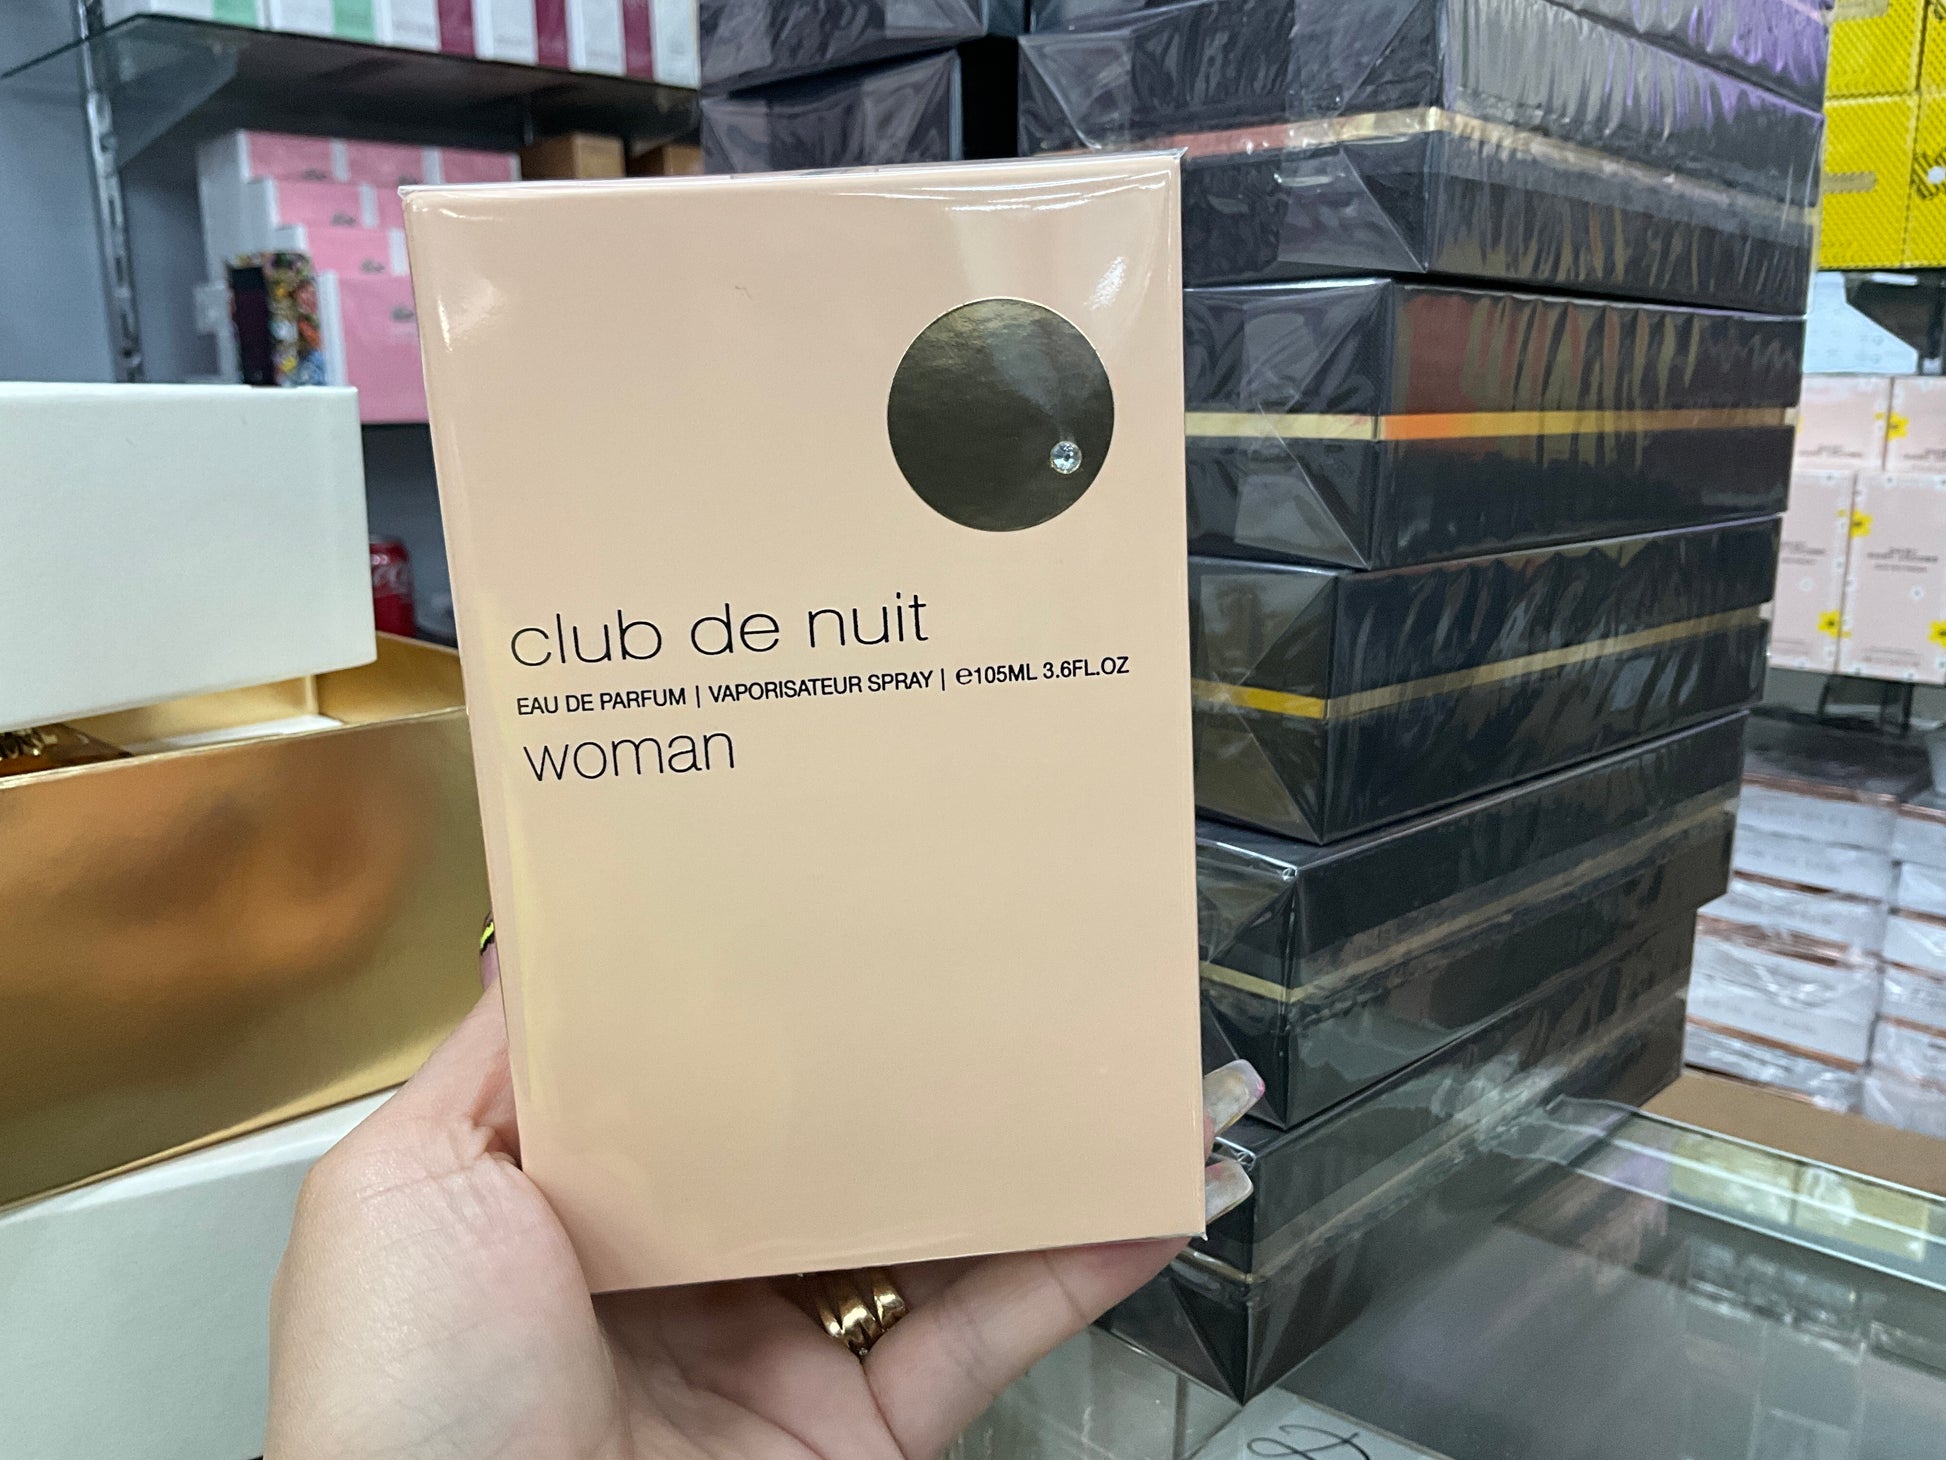 club de nuit
EAU DE PARFUM | VAPORISATEUR SPRAY | ℮105ML 3.6FL.OZ
woman